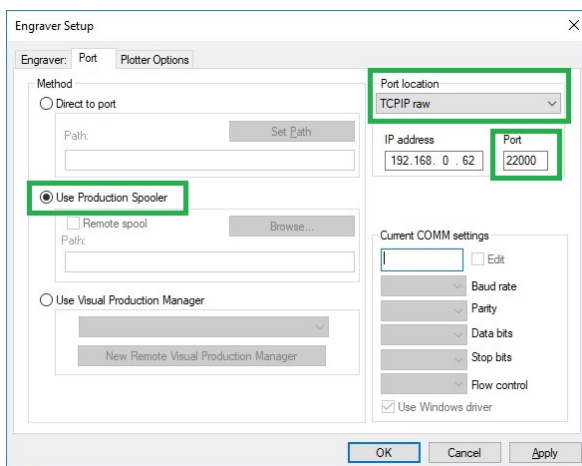 Engraver Setup
Engraver: Port Plotter Options
Method
Direct to port
Path:
Set Path
Use Production Spooler
Remote spool
Browse...
Path:
Use Visual Production Manager
New Remote Visual Production Manager
Port location
TCPIP raw
IP address Port
192.168. 0 . 62 22000
Current COMM settings
Edit
Baud rate
Parity
Data bits
Stop bits
Flow control
Use Windows driver
OK Cancel Apply